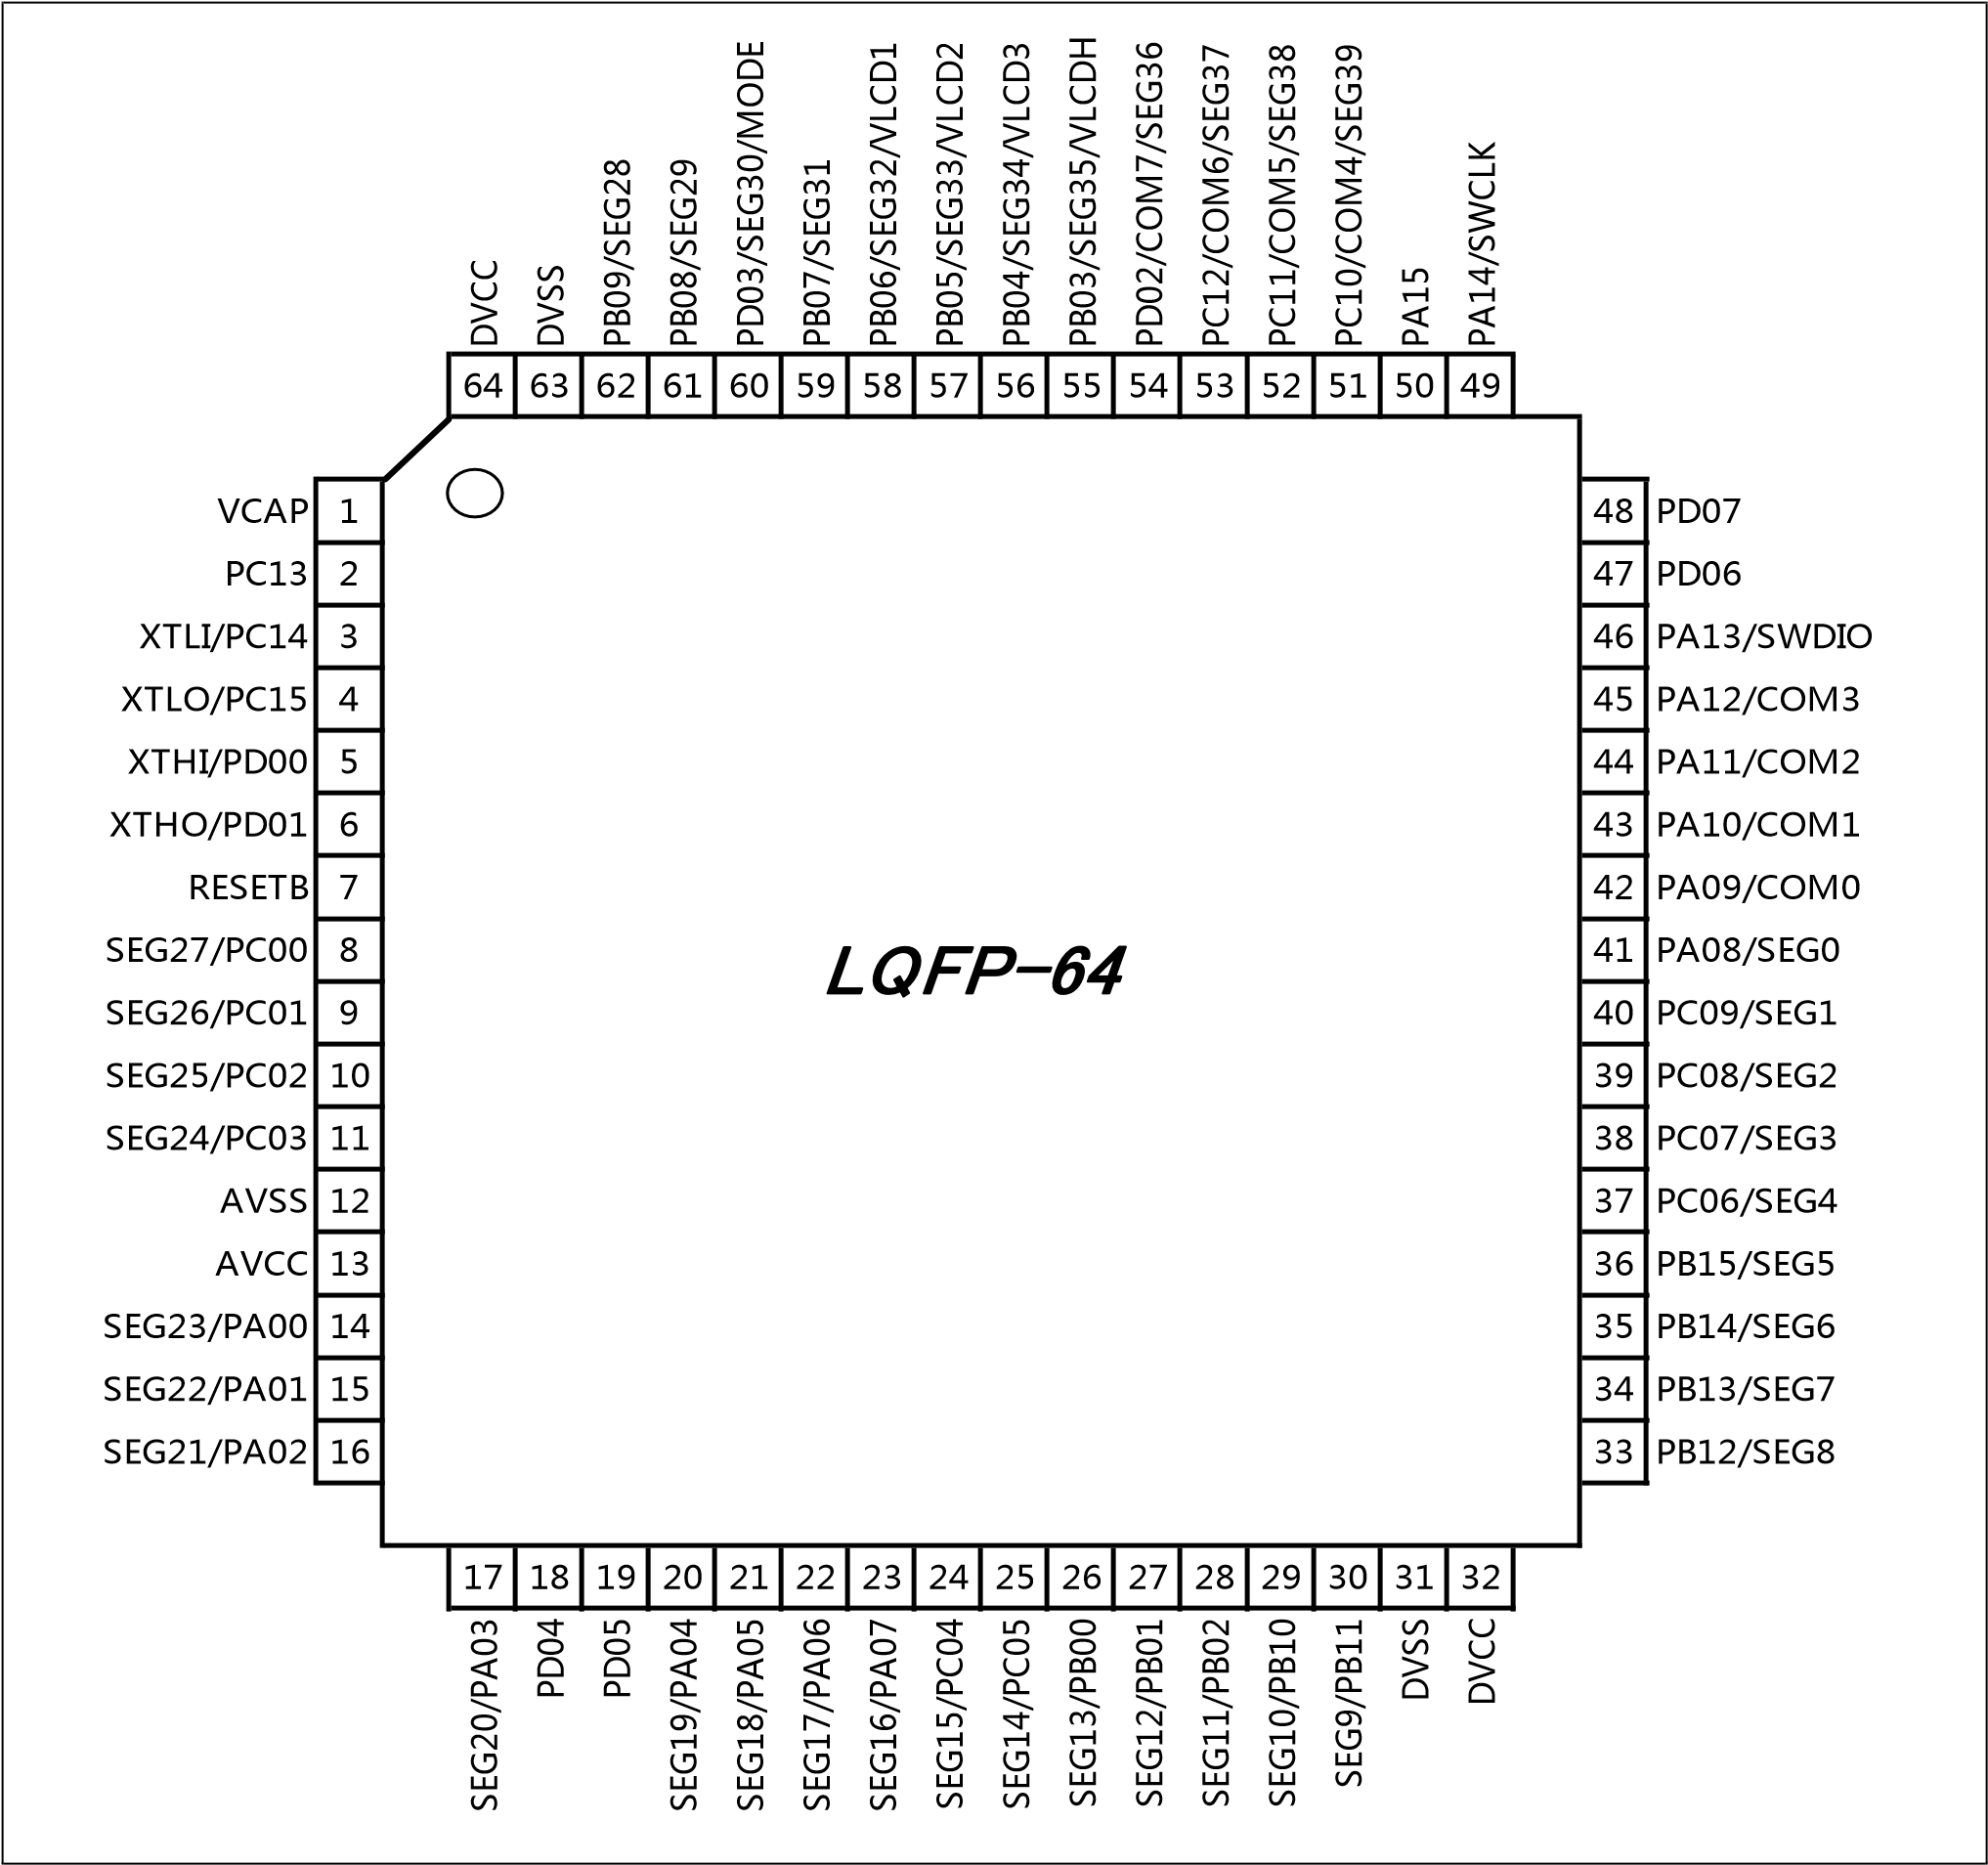 DVCC
DVSS
PB09/SEG28
PB08/SEG29
PD03/SEG30/MODE
PB07/SEG31
PB06/SEG32/VLCD1
PB05/SEG33/VLCD2
PB04/SEG34/VLCD3
PB03/SEG35/VLCDH
PD02/COM7/SEG36
PC12/COM6/SEG37
PC11/COM5/SEG38
PC10/COM4/SEG39
PA15
PA14/SWCLK
64 63 62 61 60 59 58 57 56 55 54 53 52 51 50 49
VCAP 1
PC13 2
XTLI/PC14 3
XTLO/PC15 4
XTHI/PD00 5
XTHO/PD01 6
RESETB 7
SEG27/PC00 8
SEG26/PC01 9
SEG25/PC02 10
SEG24/PC03 11
AVSS 12
AVCC 13
SEG23/PA00 14
SEG22/PA01 15
SEG21/PA02 16
LQFP-64
48 PD07
47 PD06
46 PA13/SWDIO
45 PA12/COM3
44 PA11/COM2
43 PA10/COM1
42 PA09/COM0
41 PA08/SEG0
40 PC09/SEG1
39 PC08/SEG2
38 PC07/SEG3
37 PC06/SEG4
36 PB15/SEG5
35 PB14/SEG6
34 PB13/SEG7
33 PB12/SEG8
17 18 19 20 21 22 23 24 25 26 27 28 29 30 31 32
SEG20/PA03
PD04
PD05
SEG19/PA04
SEG18/PA05
SEG17/PA06
SEG16/PA07
SEG15/PC04
SEG14/PC05
SEG13/PB00
SEG12/PB01
SEG11/PB02
SEG10/PB10
SEG9/PB11
DVSS
DVCC